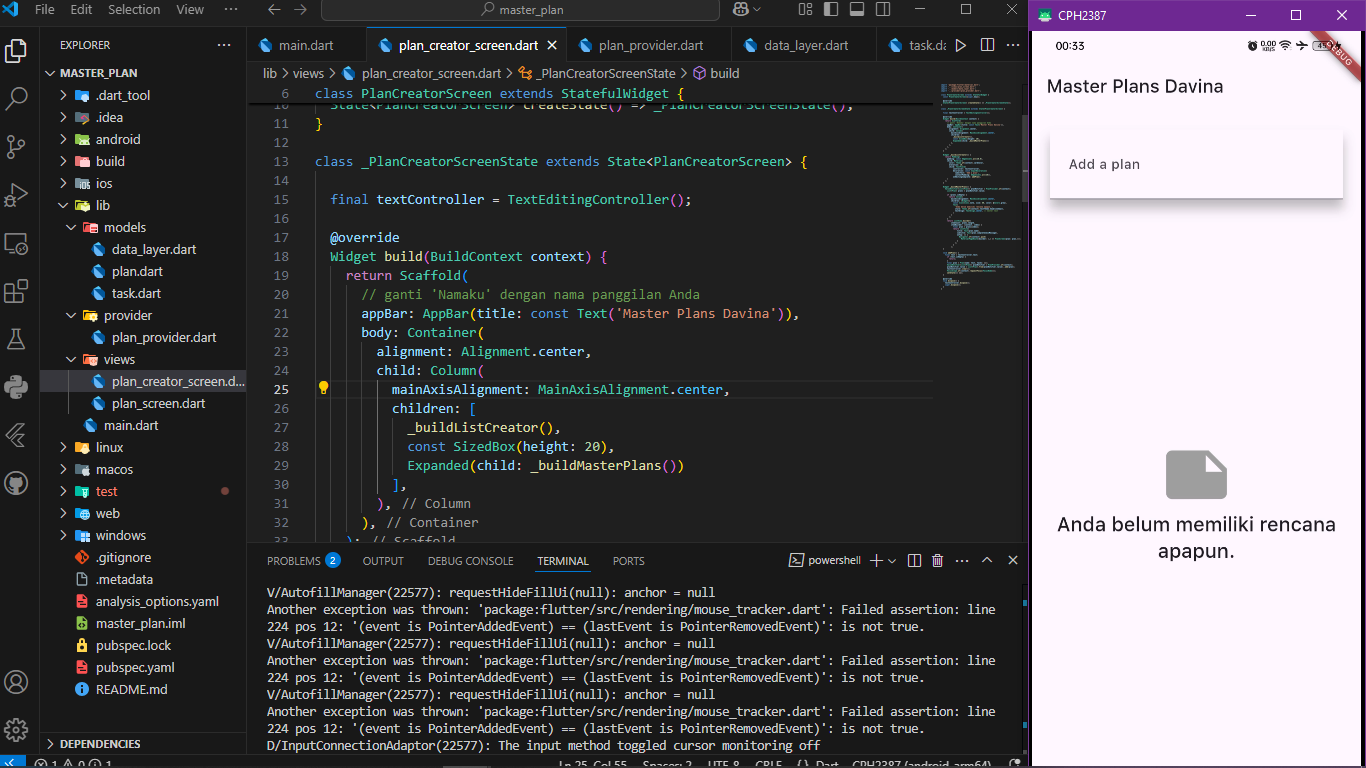 File Edit Selection View ··· master_plan
EXPLORER ···
MASTER_PLAN
.dart_tool
.idea
android
build
ios
lib
models
data_layer.dart
plan.dart
task.dart
provider
plan_provider.dart
views
plan_creator_screen.d...
plan_screen.dart
main.dart
linux
macos
test
web
windows
.gitignore
.metadata
analysis_options.yaml
master_plan.iml
pubspec.lock
pubspec.yaml
README.md
DEPENDENCIES
main.dart plan_creator_screen.dart plan_provider.dart data_layer.dart task.da
lib > views > plan_creator_screen.dart > _PlanCreatorScreenState > build
6 class PlanCreatorScreen extends StatefulWidget {
10 State<PlanCreatorScreen> createState() => _PlanCreatorScreenState();
11 }
12
13 class _PlanCreatorScreenState extends State<PlanCreatorScreen> {
14
15 final textController = TextEditingController();
16
17 @override
18 Widget build(BuildContext context) {
19 return Scaffold(
20 // ganti 'Namaku' dengan nama panggilan Anda
21 appBar: AppBar(title: const Text('Master Plans Davina')),
22 body: Container(
23 alignment: Alignment.center,
24 child: Column(
25 mainAxisAlignment: MainAxisAlignment.center,
26 children: [
27 _buildListCreator(),
28 const SizedBox(height: 20),
29 Expanded(child: _buildMasterPlans())
30 ],
31 ), // Column
32 ), // Container
33 ); // Scaffold
PROBLEMS 2 OUTPUT DEBUG CONSOLE TERMINAL PORTS powershell ···
V/AutofillManager(22577): requestHideFillUi(null): anchor = null
Another exception was thrown: 'package:flutter/src/rendering/mouse_tracker.dart': Failed assertion: line
224 pos 12: '(event is PointerAddedEvent) == (lastEvent is PointerRemovedEvent)': is not true.
V/AutofillManager(22577): requestHideFillUi(null): anchor = null
Another exception was thrown: 'package:flutter/src/rendering/mouse_tracker.dart': Failed assertion: line
224 pos 12: '(event is PointerAddedEvent) == (lastEvent is PointerRemovedEvent)': is not true.
V/AutofillManager(22577): requestHideFillUi(null): anchor = null
Another exception was thrown: 'package:flutter/src/rendering/mouse_tracker.dart': Failed assertion: line
224 pos 12: '(event is PointerAddedEvent) == (lastEvent is PointerRemovedEvent)': is not true.
D/InputConnectionAdaptor(22577): The input method toggled cursor monitoring off
1 0 1 Ln 25, Col 55 Spaces: 2 UTF-8 CRLF {} Dart CPH2387 (android-arm64)
CPH2387
00:33
DEBUG
Master Plans Davina
Add a plan
Anda belum memiliki rencana
apapun.